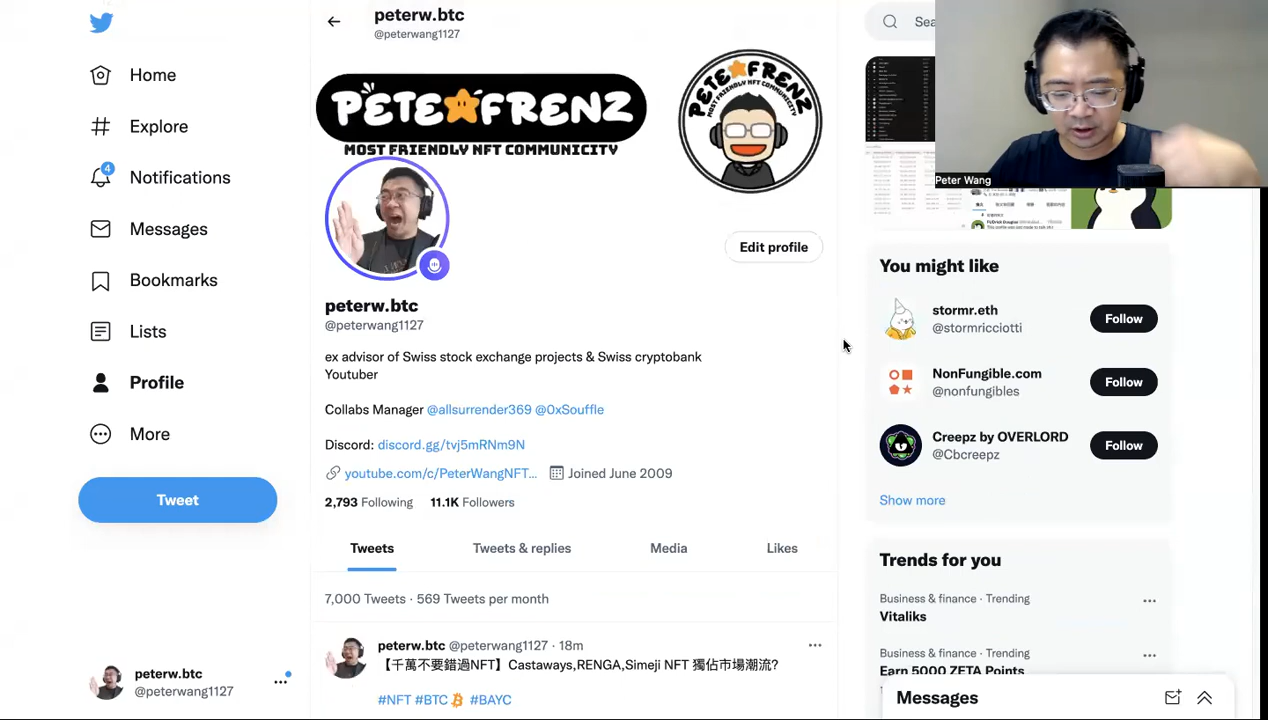 peterw.btc
@peterwang1127
Home
Explore
4
Notifications
Messages
Bookmarks
Lists
Profile
More
Tweet
peterw.btc
@peterwang1127
PETE FRENZ
MOST FRIENDLY NFT COMMUNICITY
PETE FRENZ
MOST FRIENDLY NFT COMMUNICITY
Edit profile
peterw.btc
@peterwang1127
ex advisor of Swiss stock exchange projects & Swiss cryptobank
Youtuber
Collabs Manager @allsurrender369 @0xSouffle
Discord: discord.gg/tvj5mRNm9N
youtube.com/c/PeterWangNFT… Joined June 2009
2,793 Following 11.1K Followers
Tweets Tweets & replies Media Likes
7,000 Tweets · 569 Tweets per month
peterw.btc @peterwang1127 · 18m
【千萬不要錯過NFT】Castaways,RENGA,Simeji NFT 獨佔市場潮流?
#NFT #BTC #BAYC
Sea
Peter Wang
You might like
stormr.eth
@stormricciotti
Follow
NonFungible.com
@nonfungibles
Follow
Creepz by OVERLORD
@Cbcreepz
Follow
Show more
Trends for you
Business & finance · Trending
Vitaliks
Business & finance · Trending
Earn 5000 ZETA Points
Messages